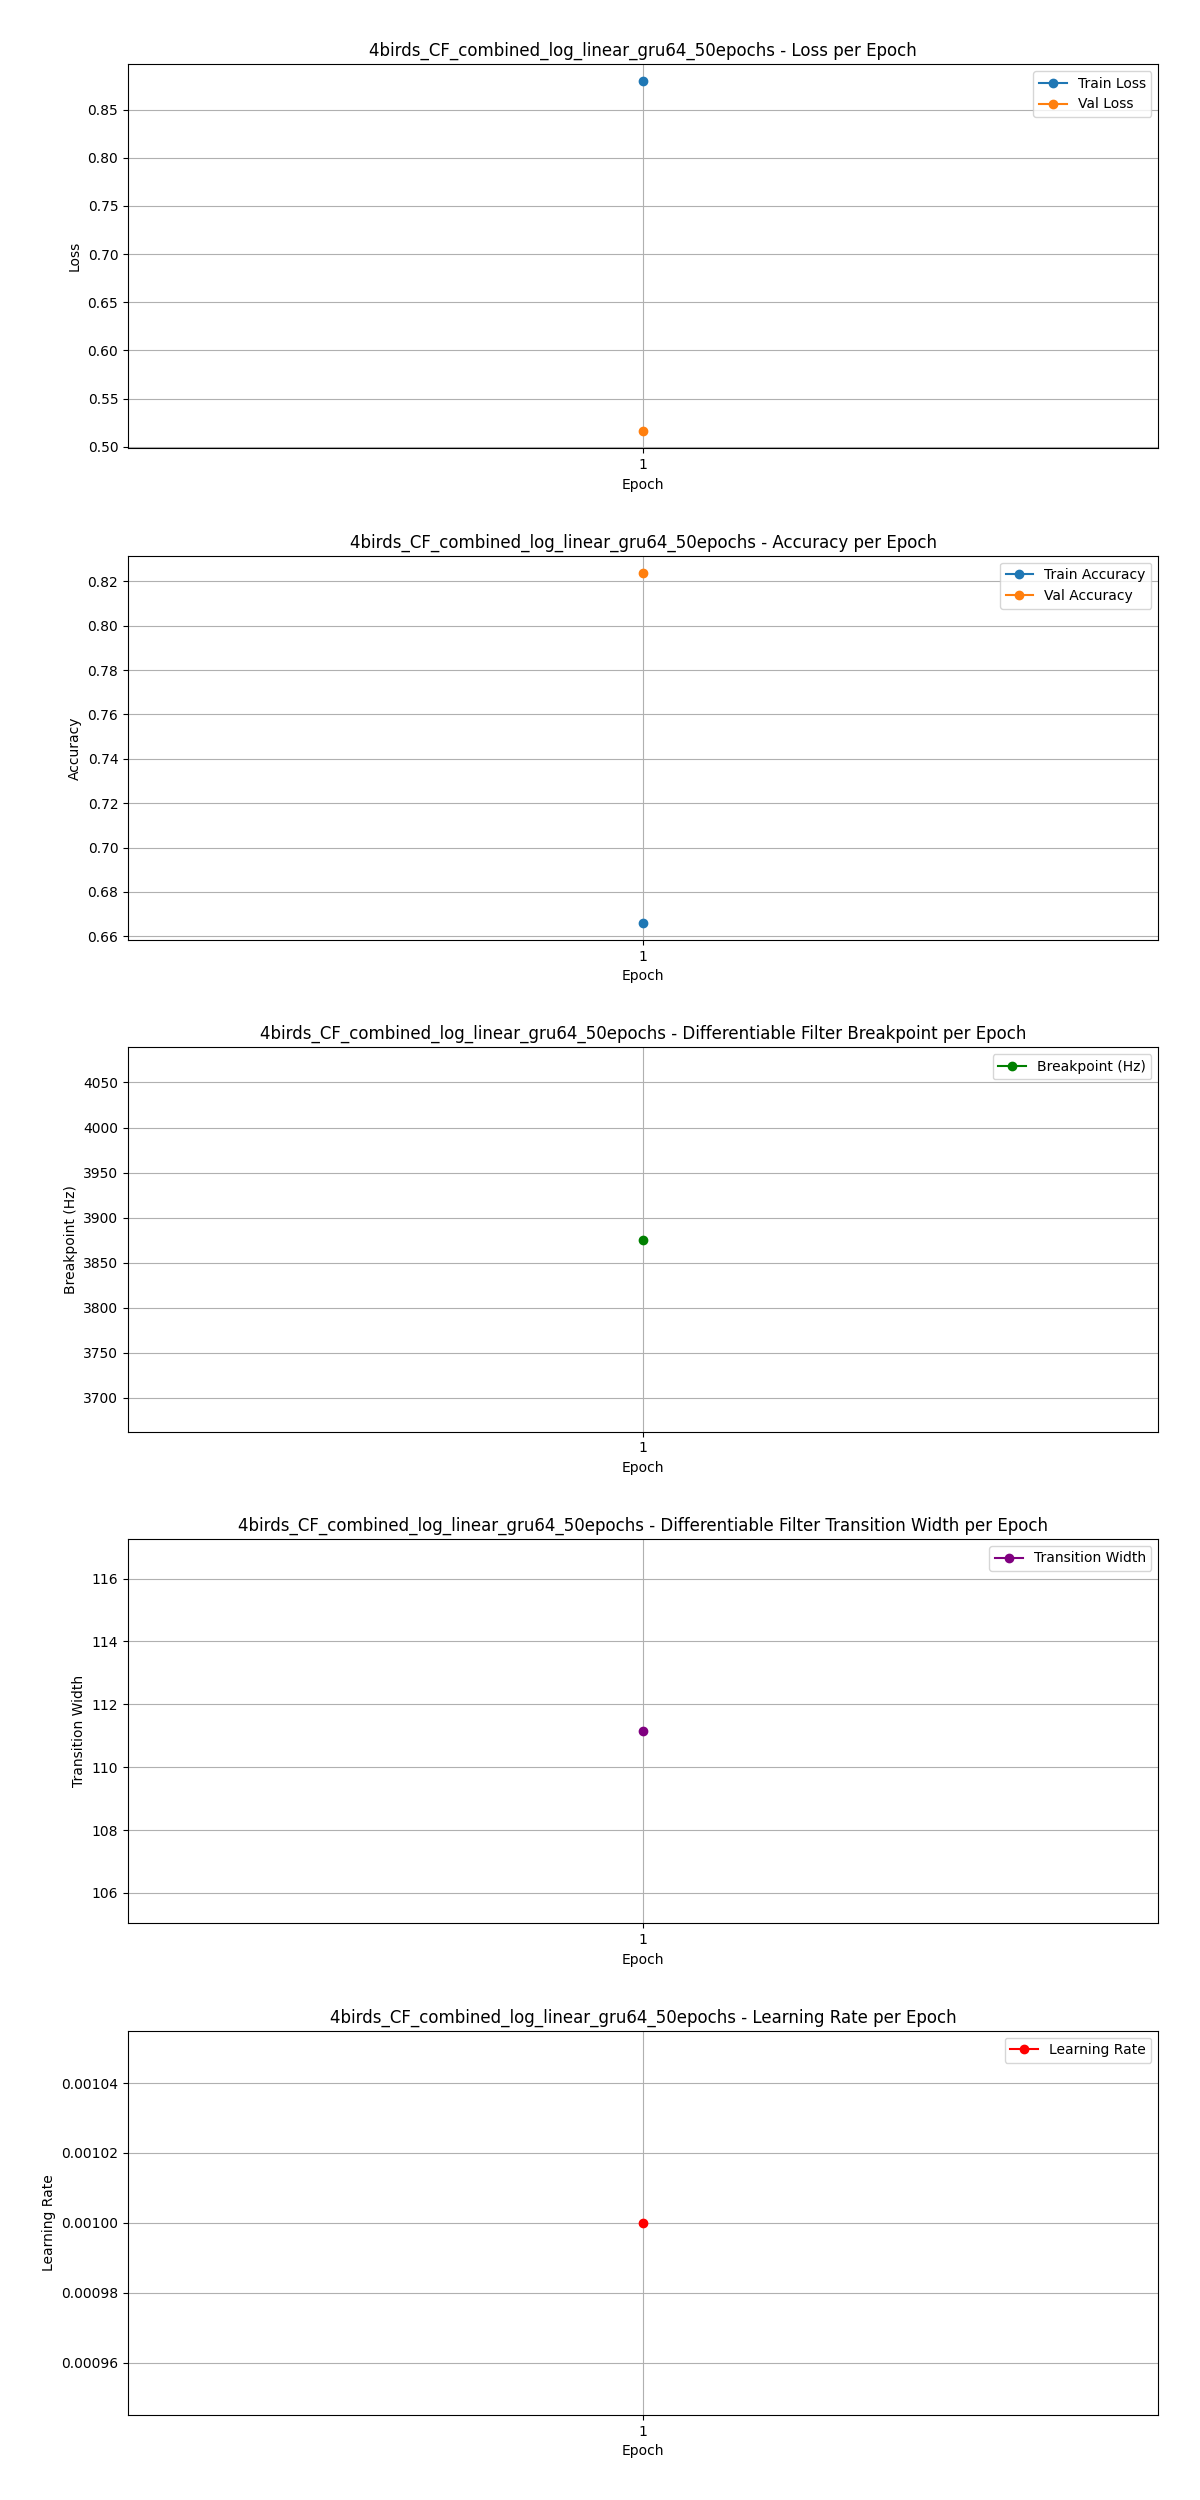 4birds_CF_combined_log_linear_gru64_50epochs - Loss per Epoch
Train Loss
Val Loss
0.85
0.80
0.75
0.70
0.65
0.60
0.55
0.50
Loss
1
Epoch
4birds_CF_combined_log_linear_gru64_50epochs - Accuracy per Epoch
Train Accuracy
Val Accuracy
0.82
0.80
0.78
0.76
0.74
0.72
0.70
0.68
0.66
Accuracy
1
Epoch
4birds_CF_combined_log_linear_gru64_50epochs - Differentiable Filter Breakpoint per Epoch
Breakpoint (Hz)
4050
4000
3950
3900
3850
3800
3750
3700
Breakpoint (Hz)
1
Epoch
4birds_CF_combined_log_linear_gru64_50epochs - Differentiable Filter Transition Width per Epoch
Transition Width
116
114
112
110
108
106
Transition Width
1
Epoch
4birds_CF_combined_log_linear_gru64_50epochs - Learning Rate per Epoch
Learning Rate
0.00104
0.00102
0.00100
0.00098
0.00096
Learning Rate
1
Epoch